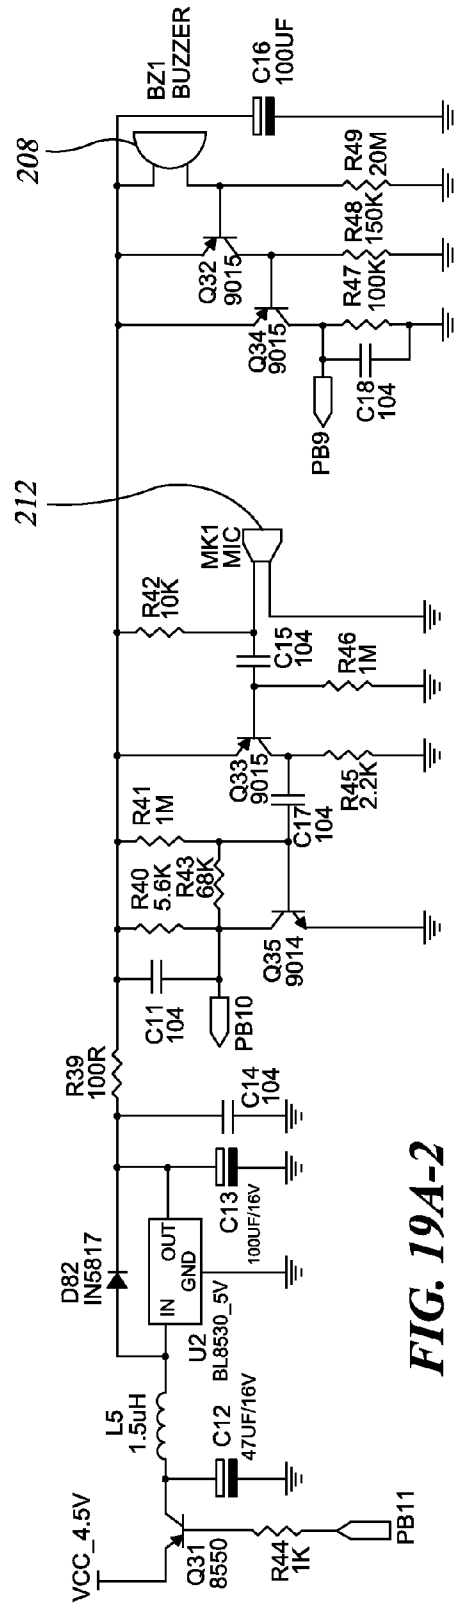 VCC_4.5V
Q31
8550
R44
1K
PB11
L5
1.5uH
C12
47UF/16V
D82
IN5817
IN
OUT
GND
U2
BL8530_5V
C13
100UF/16V
C14
104
R39
100R
C11
104
PB10
R40
5.6K
R43
68K
R41
1M
Q35
9014
C17
104
Q33
9015
R45
2.2K
R42
10K
C15
104
R46
1M
MK1
MIC
212
PB9
C18
104
Q34
9015
R47
100K
Q32
9015
R48
150K
R49
20M
208
BZ1
BUZZER
C16
100UF
FIG. 19A-2